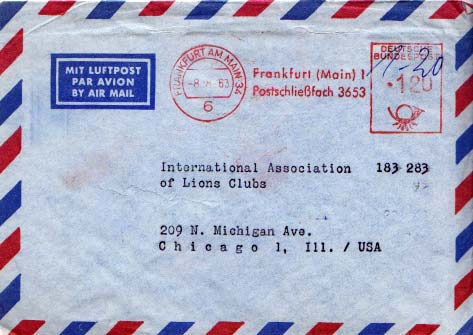 MIT LUFTPOST
PAR AVION
BY AIR MAIL
FRANKFURT AM MAIN 34
6
Frankfurt (Main) 1
Postschließfach 3653
DEUTSCHE
BUNDESPOST
120
International Association 183 283
of Lions Clubs
209 N. Michigan Ave.
Chicago 1, Ill. / USA